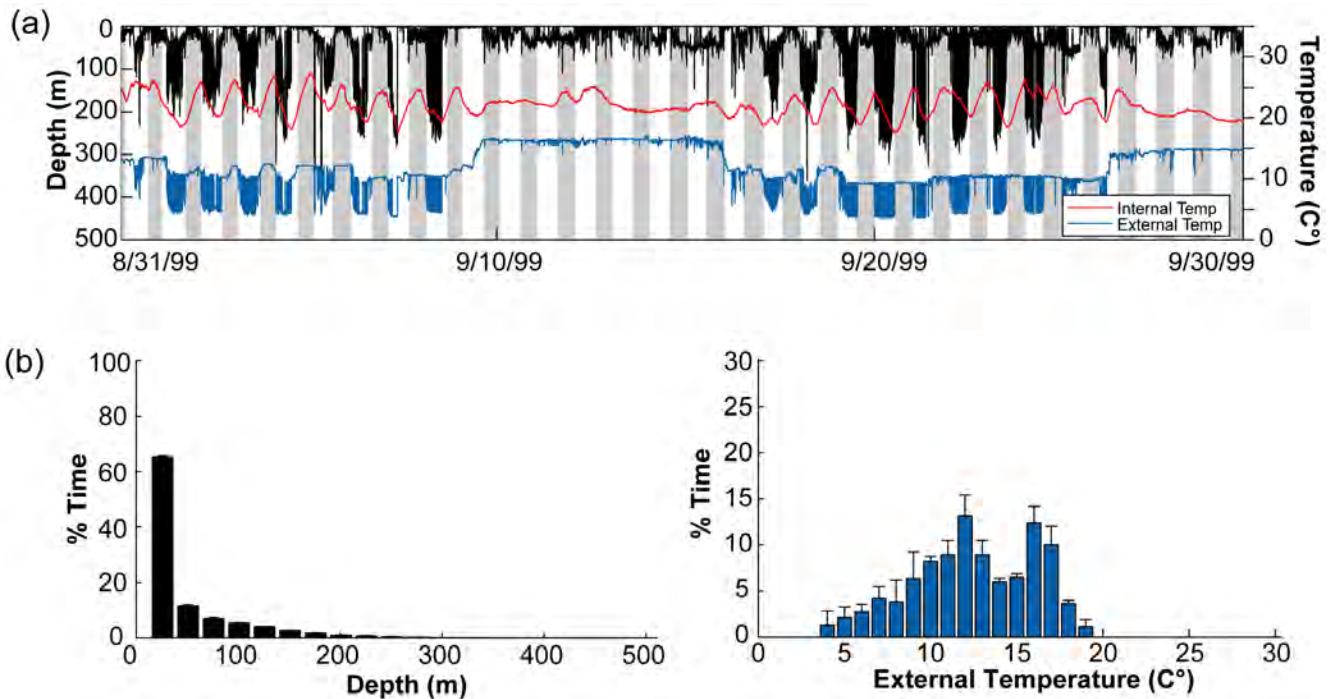 (a)
Depth (m)
0
100
200
300
400
500
Temperature (C°)
30
20
10
0
Internal Temp
External Temp
8/31/99 9/10/99 9/20/99 9/30/99
(b)
% Time
100
80
60
40
20
0
0 100 200 300 400 500
Depth (m)
% Time
30
25
20
15
10
5
0
0 5 10 15 20 25 30
External Temperature (C°)